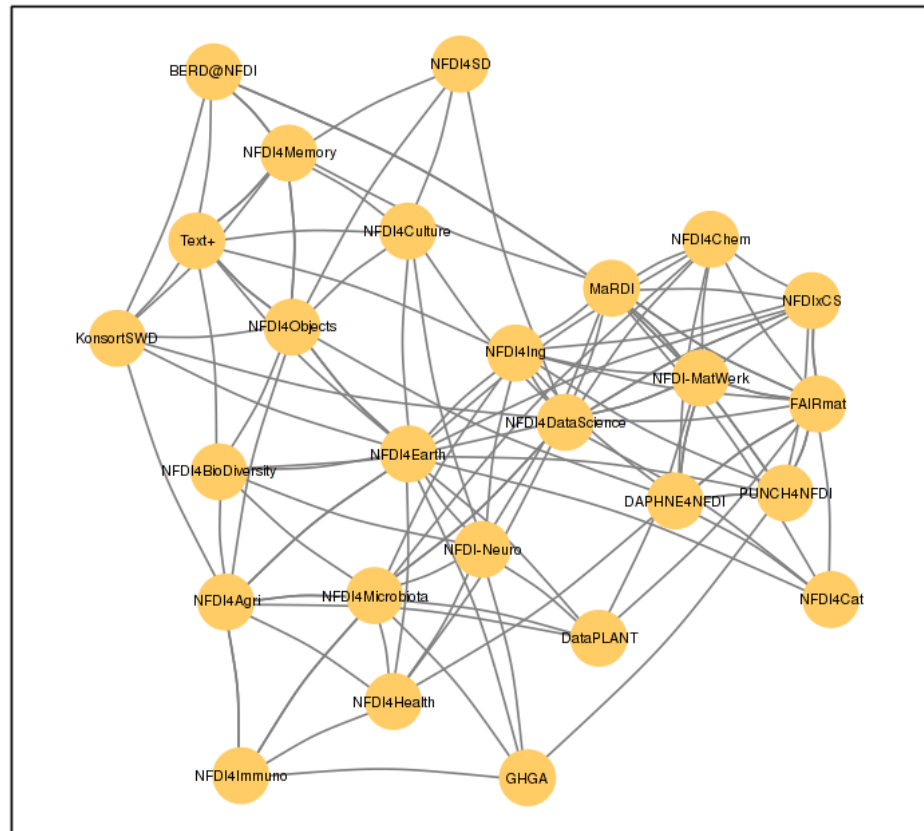 NFDI4SD
BERD@NFDI
NFDI4Memory
NFDI4Culture
Text+
NFDI4Chem
MaRDI
NFDIxCS
NFDI4Objects
KonsortSWD
NFDI4Ing
NFDI-MatWerk
FAIRmat
NFDI4DataScience
NFDI4Earth
NFDI4BioDiversity
PUNCH4NFDI
DAPHNE4NFDI
NFDI-Neuro
NFDI4Microbiota
NFDI4Agri
NFDI4Cat
DataPLANT
NFDI4Health
NFDI4Immuno
GHGA